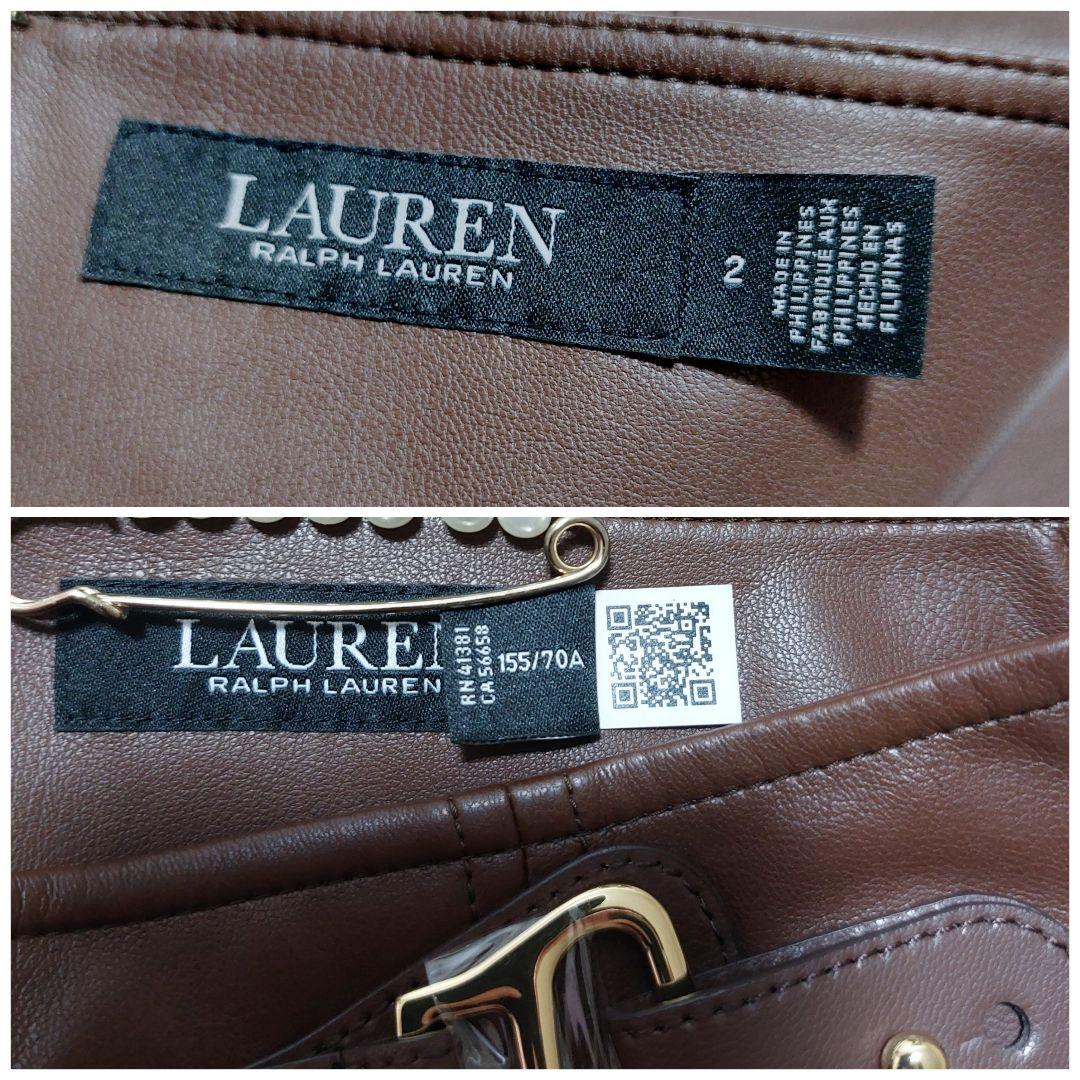 LAUREN
RALPH LAUREN
2
MADE IN
PHILIPPINES
FABRIQUE AUX
PHILIPPINES
HECHO EN
FILIPINAS
LAUREN
RALPH LAUREN
RN 41381
CA 56658
155/70A